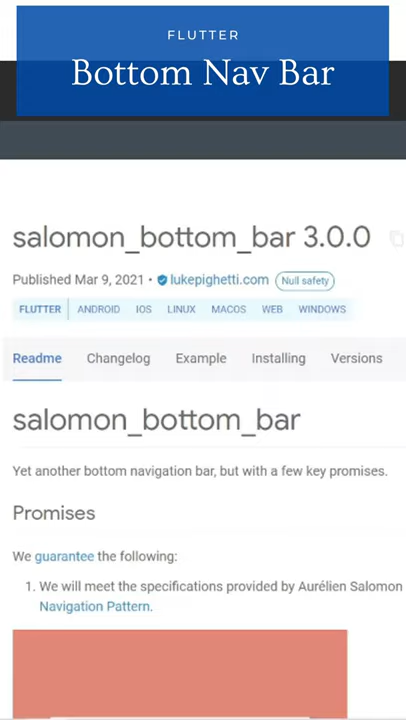 FLUTTER
Bottom Nav Bar
salomon_bottom_bar 3.0.0
Published Mar 9, 2021 • lukepighetti.com Null safety
FLUTTER ANDROID IOS LINUX MACOS WEB WINDOWS
Readme Changelog Example Installing Versions
salomon_bottom_bar
Yet another bottom navigation bar, but with a few key promises.
Promises
We guarantee the following:
1. We will meet the specifications provided by Aurélien Salomon
Navigation Pattern.